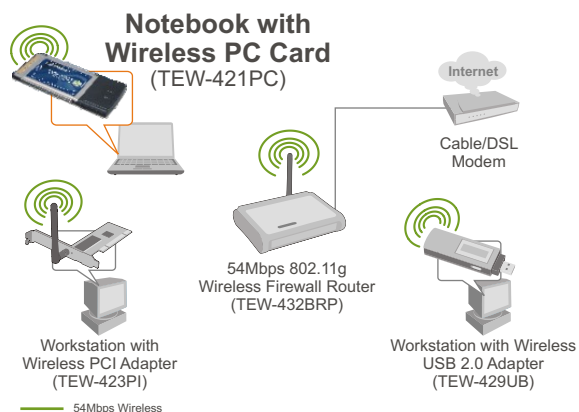 Notebook with
Wireless PC Card
(TEW-421PC)
Internet
Cable/DSL
Modem
54Mbps 802.11g
Wireless Firewall Router
(TEW-432BRP)
Workstation with
Wireless PCI Adapter
(TEW-423PI)
Workstation with Wireless
USB 2.0 Adapter
(TEW-429UB)
54Mbps Wireless